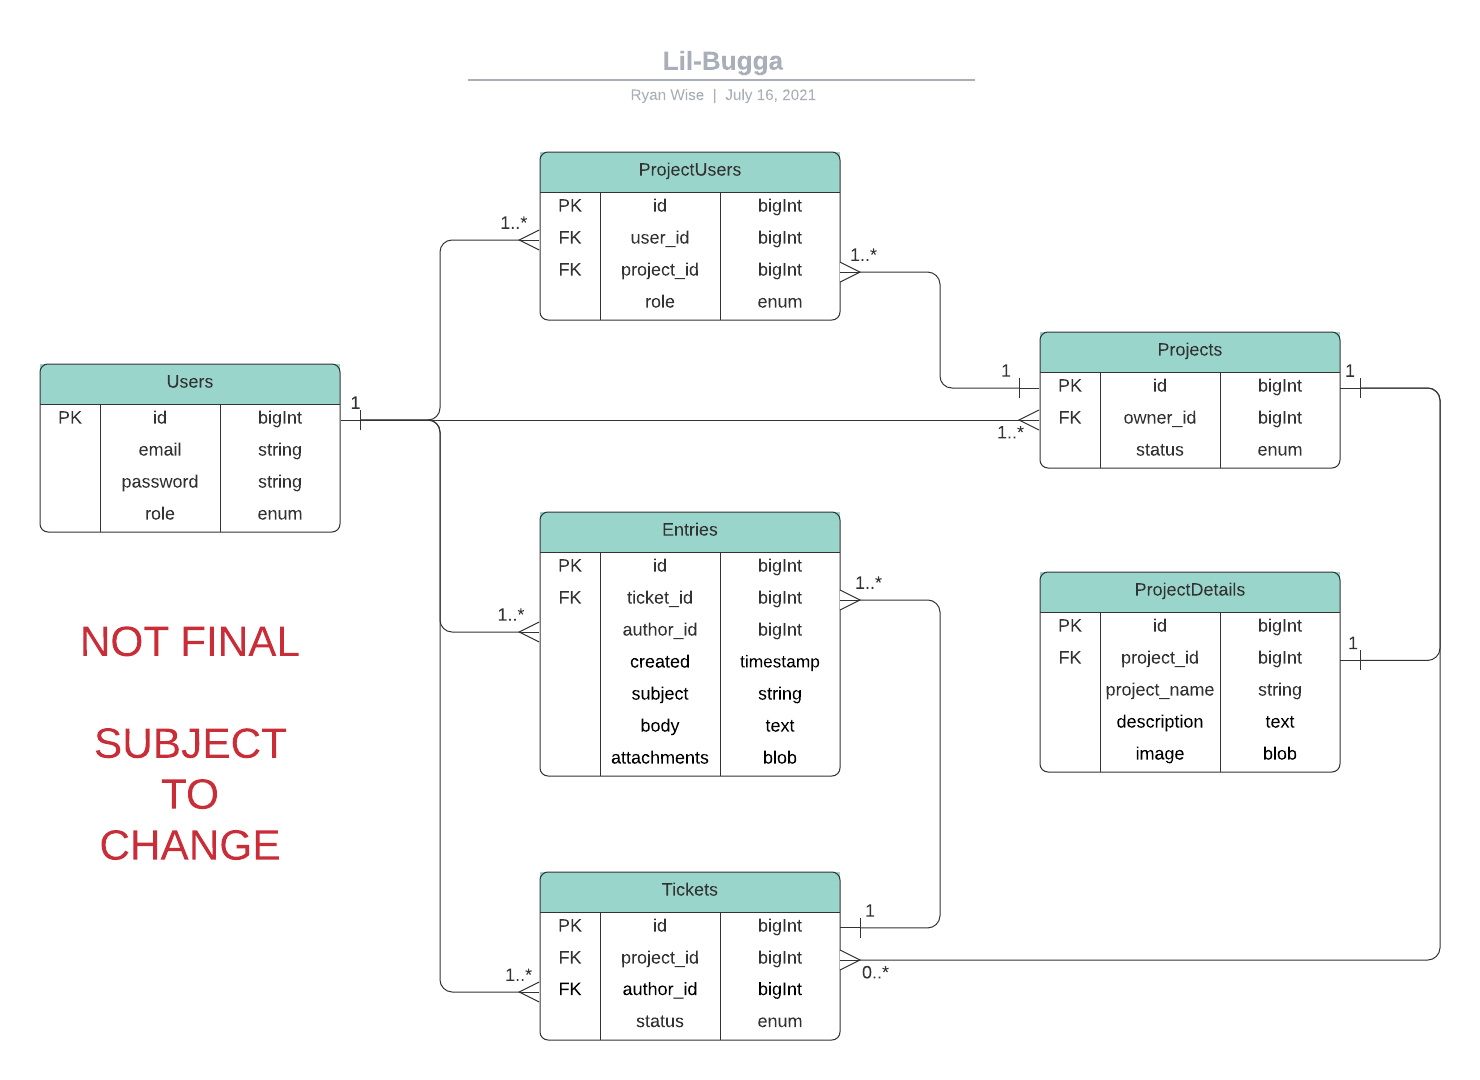 Lil-Bugga
Ryan Wise | July 16, 2021
ProjectUsers
PK id bigInt
FK user_id bigInt
FK project_id bigInt
role enum
1..*
1..*
Users
PK id bigInt
email string
password string
role enum
1
Projects
PK id bigInt
FK owner_id bigInt
status enum
1
1..*
1
Entries
PK id bigInt
FK ticket_id bigInt
author_id bigInt
created timestamp
subject string
body text
attachments blob
1..*
1..*
ProjectDetails
PK id bigInt
FK project_id bigInt
project_name string
description text
image blob
1
NOT FINAL
SUBJECT
TO
CHANGE
Tickets
PK id bigInt
FK project_id bigInt
FK author_id bigInt
status enum
1..*
1
0..*